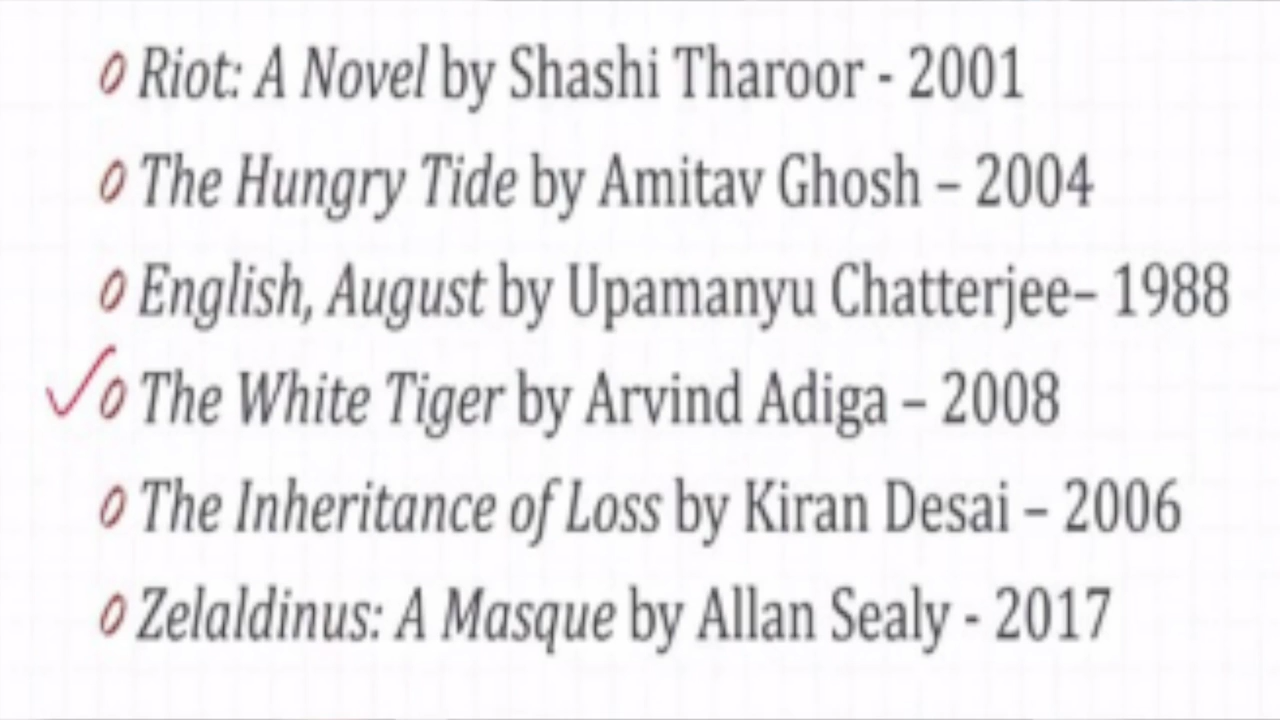 Riot: A Novel by Shashi Tharoor - 2001
The Hungry Tide by Amitav Ghosh – 2004
English, August by Upamanyu Chatterjee– 1988
The White Tiger by Arvind Adiga – 2008
The Inheritance of Loss by Kiran Desai – 2006
Zelaldinus: A Masque by Allan Sealy - 2017